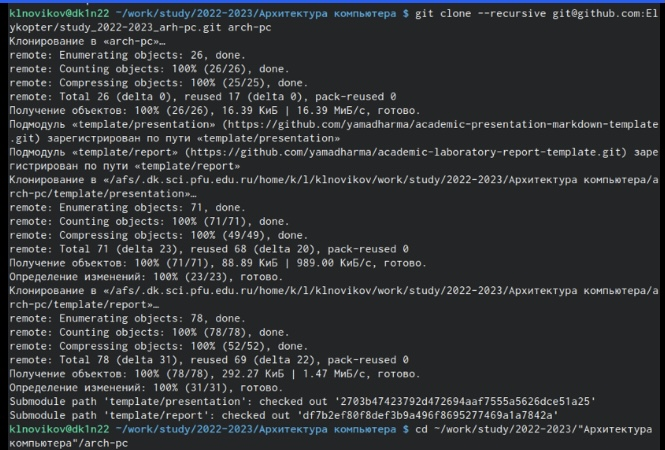 klnovikov@dk1n22 ~/work/study/2022-2023/Архитектура компьютера $ git clone --recursive git@github.com:El
ykopter/study_2022-2023_arh-pc.git arch-pc
Клонирование в «arch-pc»…
remote: Enumerating objects: 26, done.
remote: Counting objects: 100% (26/26), done.
remote: Compressing objects: 100% (25/25), done.
remote: Total 26 (delta 0), reused 17 (delta 0), pack-reused 0
Получение объектов: 100% (26/26), 16.39 КиБ | 16.39 МиБ/с, готово.
Подмодуль «template/presentation» (https://github.com/yamadharma/academic-presentation-markdown-template
.git) зарегистрирован по пути «template/presentation»
Подмодуль «template/report» (https://github.com/yamadharma/academic-laboratory-report-template.git) заре
гистрирован по пути «template/report»
Клонирование в «/afs/.dk.sci.pfu.edu.ru/home/k/l/klnovikov/work/study/2022-2023/Архитектура компьютера/a
rch-pc/template/presentation»…
remote: Enumerating objects: 71, done.
remote: Counting objects: 100% (71/71), done.
remote: Compressing objects: 100% (49/49), done.
remote: Total 71 (delta 23), reused 68 (delta 20), pack-reused 0
Получение объектов: 100% (71/71), 88.89 КиБ | 989.00 КиБ/с, готово.
Определение изменений: 100% (23/23), готово.
Клонирование в «/afs/.dk.sci.pfu.edu.ru/home/k/l/klnovikov/work/study/2022-2023/Архитектура компьютера/a
rch-pc/template/report»…
remote: Enumerating objects: 78, done.
remote: Counting objects: 100% (78/78), done.
remote: Compressing objects: 100% (52/52), done.
remote: Total 78 (delta 31), reused 69 (delta 22), pack-reused 0
Получение объектов: 100% (78/78), 292.27 КиБ | 1.47 МиБ/с, готово.
Определение изменений: 100% (31/31), готово.
Submodule path 'template/presentation': checked out '2703b47423792d472694aaf7555a5626dce51a25'
Submodule path 'template/report': checked out 'df7b2ef80f8def3b9a496f8695277469a1a7842a'
klnovikov@dk1n22 ~/work/study/2022-2023/Архитектура компьютера $ cd ~/work/study/2022-2023/"Архитектура
компьютера"/arch-pc